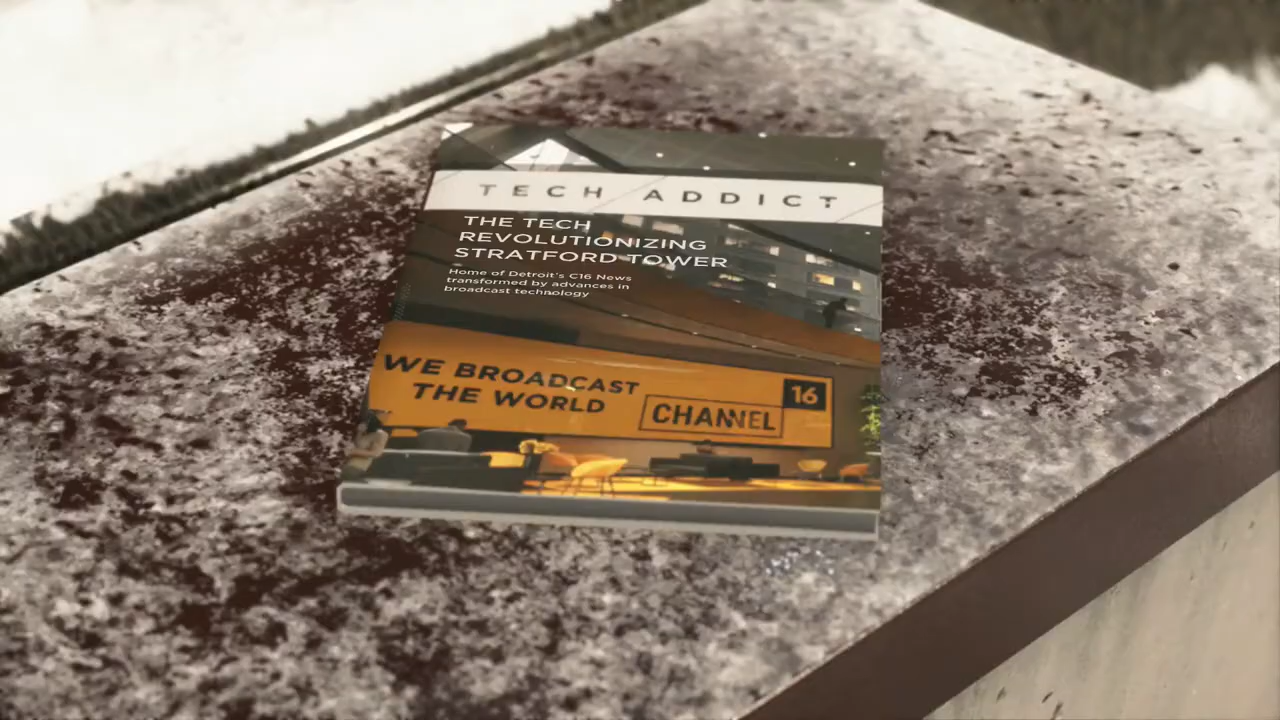 TECH ADDICT
THE TECH
REVOLUTIONIZING
STRATFORD TOWER
Home of Detroit's C16 News
transformed by advances in
broadcast technology
WE BROADCAST
THE WORLD
CHANNEL
16